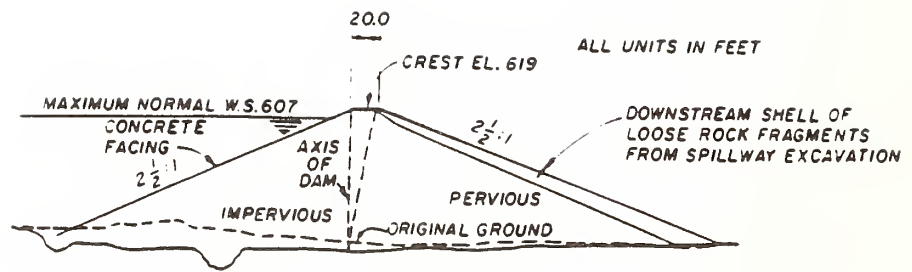 20.0
ALL UNITS IN FEET
CREST EL. 619
MAXIMUM NORMAL W.S. 607
CONCRETE
FACING
2½:1
AXIS
OF
DAM
2½:1
DOWNSTREAM SHELL OF
LOOSE ROCK FRAGMENTS
FROM SPILLWAY EXCAVATION
IMPERVIOUS
PERVIOUS
ORIGINAL GROUND